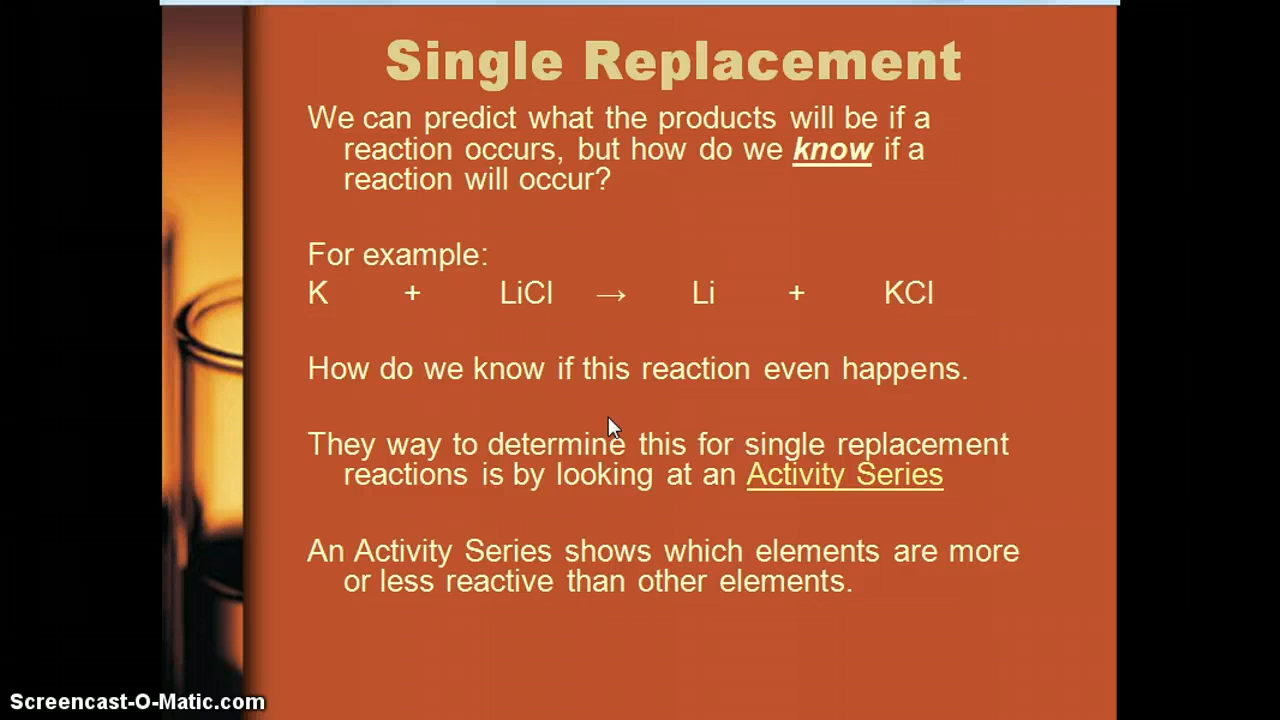 Single Replacement
We can predict what the products will be if a
reaction occurs, but how do we know if a
reaction will occur?
For example:
K + LiCl → Li + KCl
How do we know if this reaction even happens.
They way to determine this for single replacement
reactions is by looking at an Activity Series
An Activity Series shows which elements are more
or less reactive than other elements.
Screencast-O-Matic.com